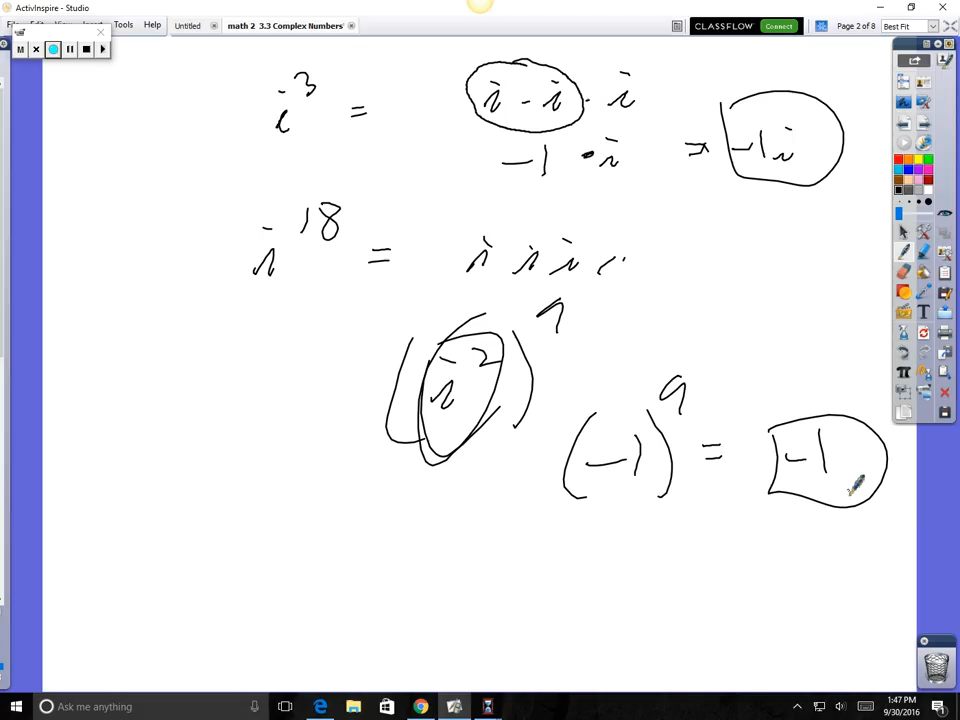 ActivInspire - Studio
File Edit View Insert Tools Help
Untitled
math 2 3.3 Complex Numbers'
CLASSFLOW Connect
Page 2 of 8
Best Fit
M
i³ = i · i · i
-1 · i ⇒ -1i
i¹⁸ = i i i
(i²)⁹
(-1)⁹ = -1
Ask me anything
1:47 PM
9/30/2016